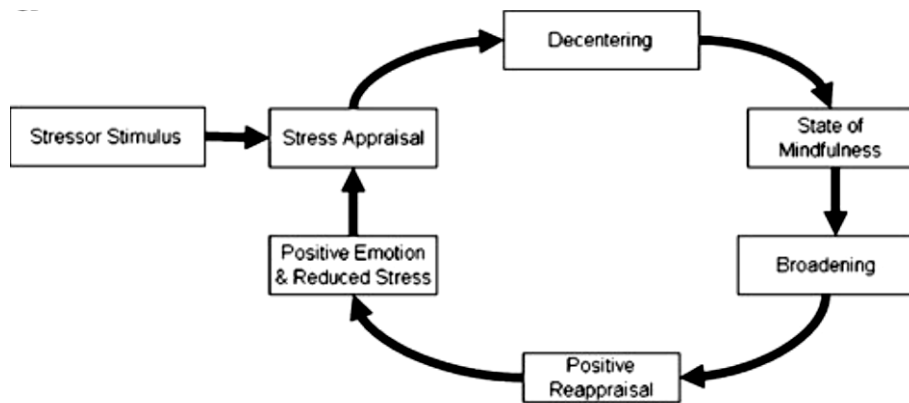 Decentering
Stressor Stimulus
Stress Appraisal
State of
Mindfulness
Positive Emotion
& Reduced Stress
Broadening
Positive
Reappraisal